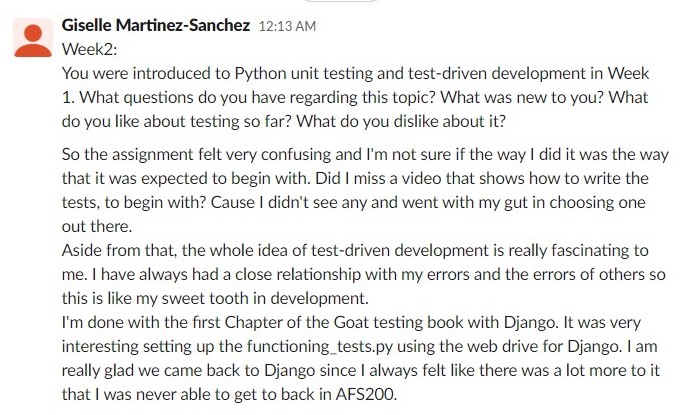 Giselle Martinez-Sanchez 12:13 AM
Week2:
You were introduced to Python unit testing and test-driven development in Week
1. What questions do you have regarding this topic? What was new to you? What
do you like about testing so far? What do you dislike about it?
So the assignment felt very confusing and I'm not sure if the way I did it was the way
that it was expected to begin with. Did I miss a video that shows how to write the
tests, to begin with? Cause I didn't see any and went with my gut in choosing one
out there.
Aside from that, the whole idea of test-driven development is really fascinating to
me. I have always had a close relationship with my errors and the errors of others so
this is like my sweet tooth in development.
I'm done with the first Chapter of the Goat testing book with Django. It was very
interesting setting up the functioning_tests.py using the web drive for Django. I am
really glad we came back to Django since I always felt like there was a lot more to it
that I was never able to get to back in AFS200.